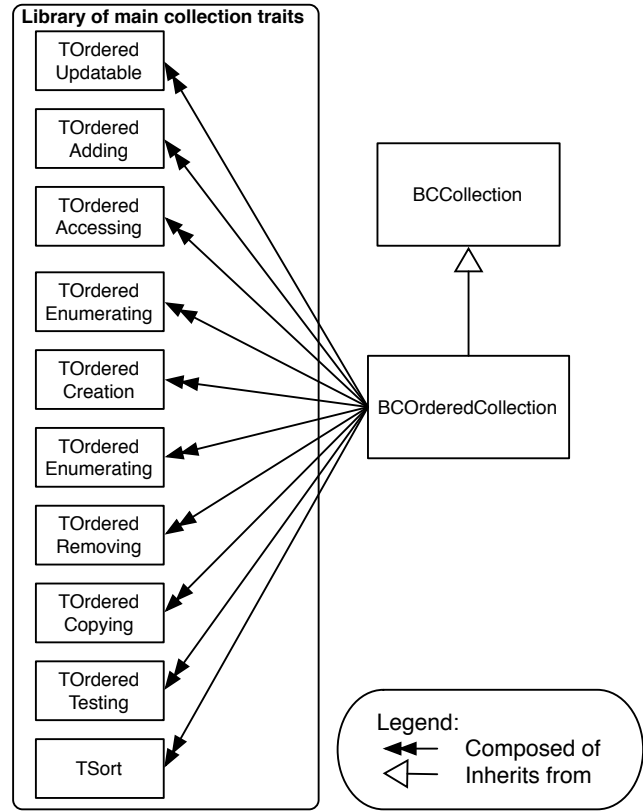 Library of main collection traits
TOrdered
Updatable
TOrdered
Adding
TOrdered
Accessing
TOrdered
Enumerating
TOrdered
Creation
TOrdered
Enumerating
TOrdered
Removing
TOrdered
Copying
TOrdered
Testing
TSort
BCCollection
BCOrderedCollection
Legend:
Composed of
Inherits from